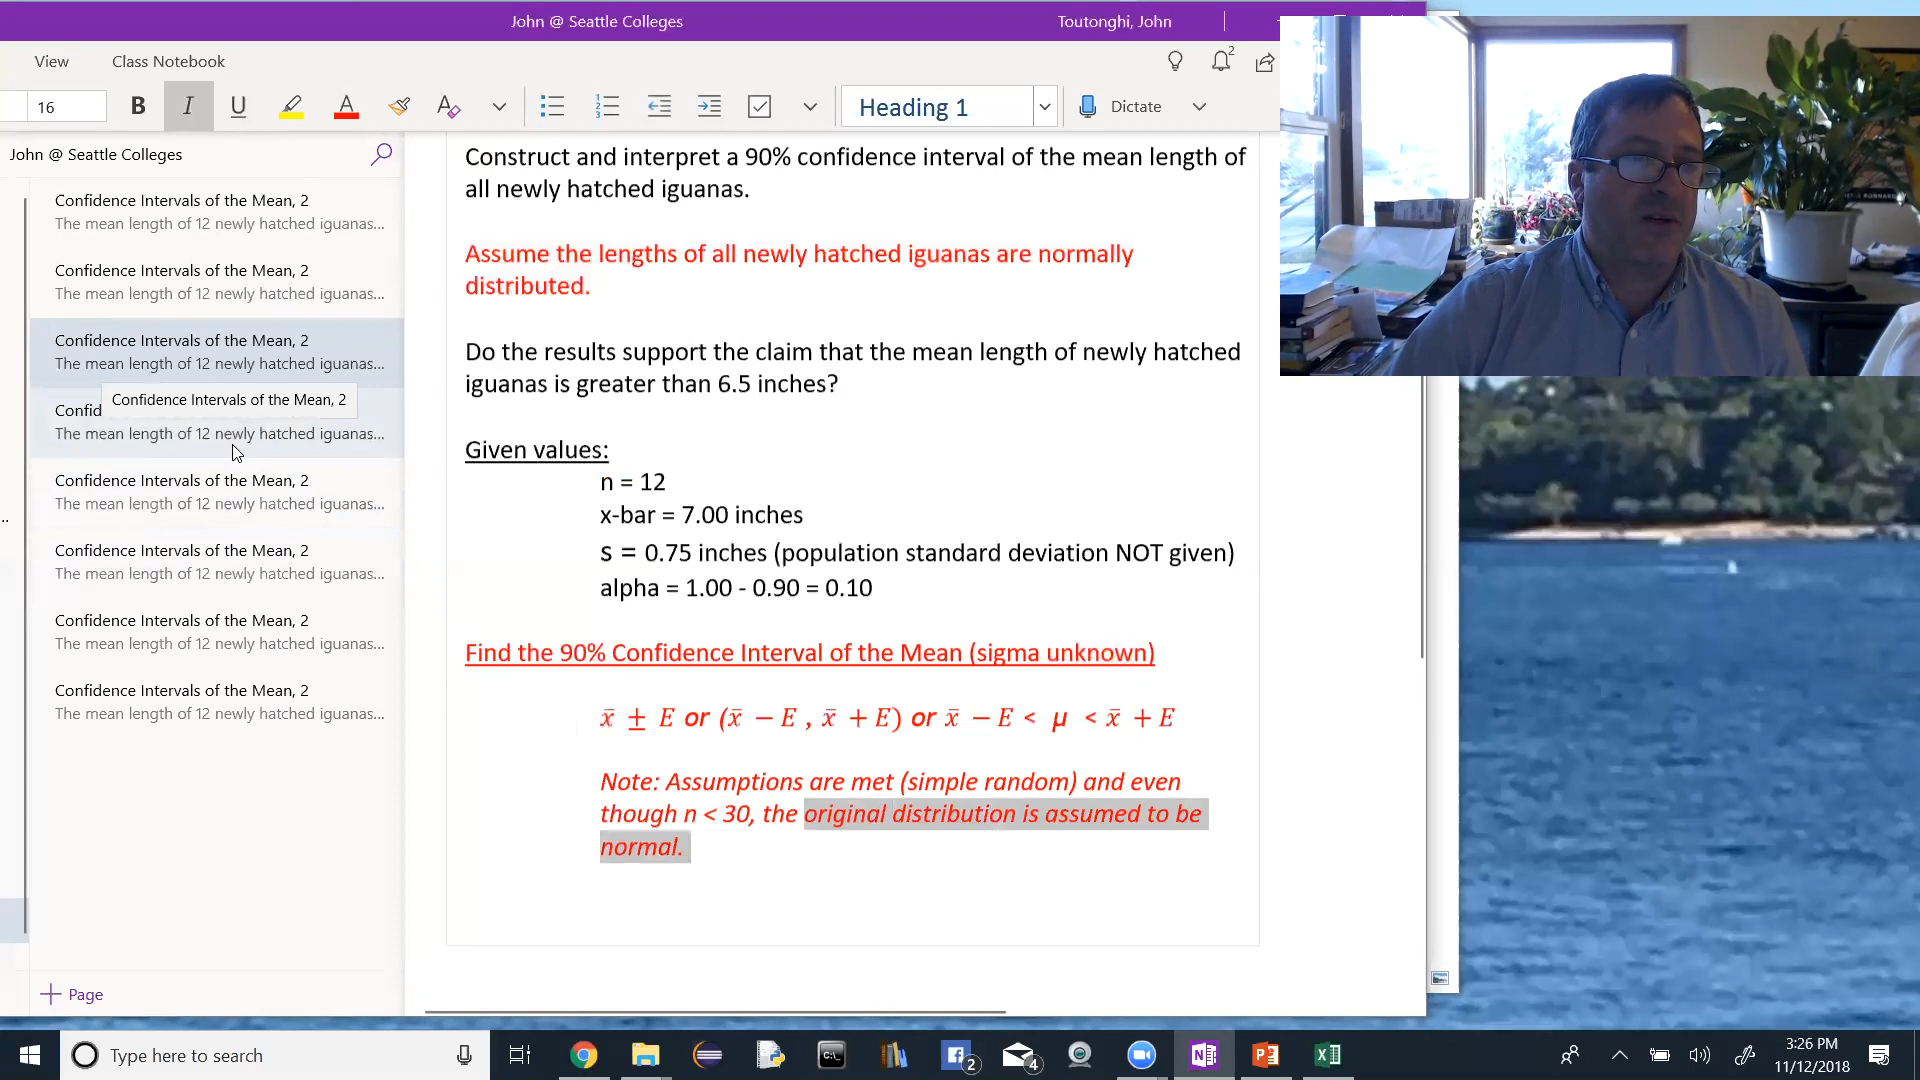 John @ Seattle Colleges
Toutonghi, John
View
Class Notebook
2
16
B
I
U
A
A
Heading 1
Dictate
John @ Seattle Colleges
Confidence Intervals of the Mean, 2
The mean length of 12 newly hatched iguanas...
Confidence Intervals of the Mean, 2
The mean length of 12 newly hatched iguanas...
Confidence Intervals of the Mean, 2
The mean length of 12 newly hatched iguanas...
Confidence Intervals of the Mean, 2
Confid
The mean length of 12 newly hatched iguanas...
Confidence Intervals of the Mean, 2
The mean length of 12 newly hatched iguanas...
Confidence Intervals of the Mean, 2
The mean length of 12 newly hatched iguanas...
Confidence Intervals of the Mean, 2
The mean length of 12 newly hatched iguanas...
Confidence Intervals of the Mean, 2
The mean length of 12 newly hatched iguanas...
Page
Construct and interpret a 90% confidence interval of the mean length of
all newly hatched iguanas.
Assume the lengths of all newly hatched iguanas are normally
distributed.
Do the results support the claim that the mean length of newly hatched
iguanas is greater than 6.5 inches?
Given values:
n = 12
x-bar = 7.00 inches
s = 0.75 inches (population standard deviation NOT given)
alpha = 1.00 - 0.90 = 0.10
Find the 90% Confidence Interval of the Mean (sigma unknown)
x̄ ± E or (x̄ − E , x̄ + E) or x̄ − E < μ < x̄ + E
Note: Assumptions are met (simple random) and even
though n < 30, the original distribution is assumed to be
normal.
Type here to search
2
4
3:26 PM
11/12/2018